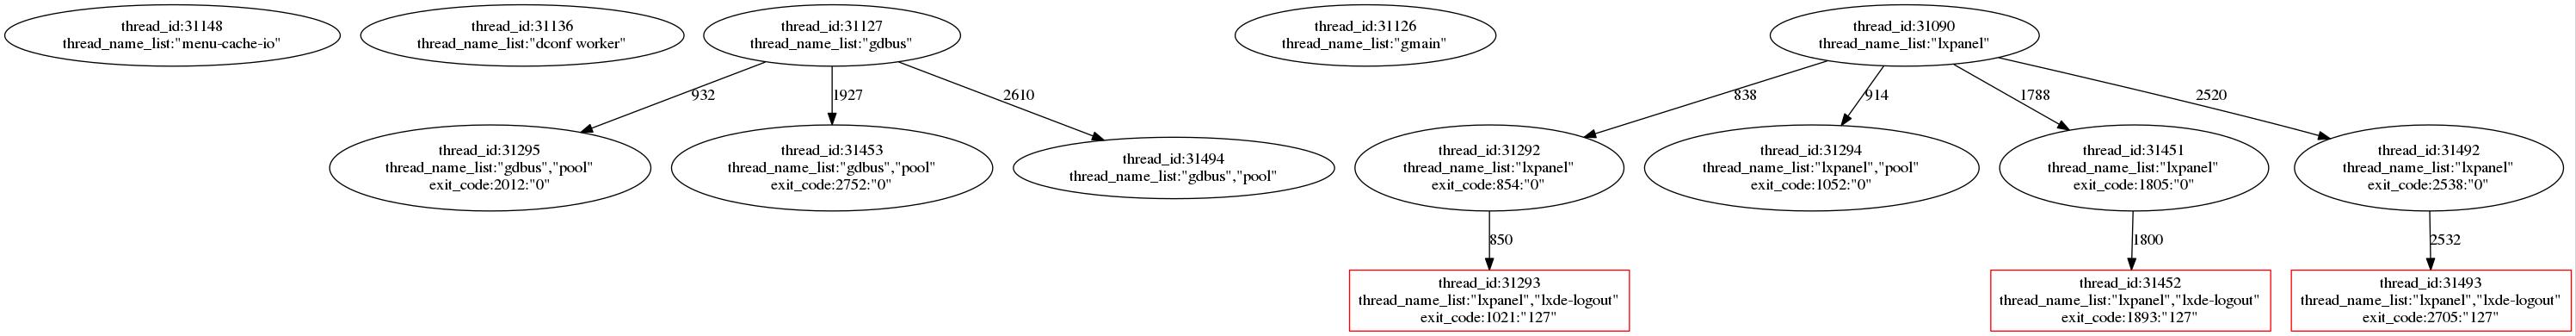 thread_id:31148
thread_name_list:"menu-cache-io"
thread_id:31136
thread_name_list:"dconf worker"
thread_id:31127
thread_name_list:"gdbus"
thread_id:31126
thread_name_list:"gmain"
thread_id:31090
thread_name_list:"lxpanel"
932
1927
2610
838
914
1788
2520
thread_id:31295
thread_name_list:"gdbus","pool"
exit_code:2012:"0"
thread_id:31453
thread_name_list:"gdbus","pool"
exit_code:2752:"0"
thread_id:31494
thread_name_list:"gdbus","pool"
thread_id:31292
thread_name_list:"lxpanel"
exit_code:854:"0"
thread_id:31294
thread_name_list:"lxpanel","pool"
exit_code:1052:"0"
thread_id:31451
thread_name_list:"lxpanel"
exit_code:1805:"0"
thread_id:31492
thread_name_list:"lxpanel"
exit_code:2538:"0"
850
1800
2532
thread_id:31293
thread_name_list:"lxpanel","lxde-logout"
exit_code:1021:"127"
thread_id:31452
thread_name_list:"lxpanel","lxde-logout"
exit_code:1893:"127"
thread_id:31493
thread_name_list:"lxpanel","lxde-logout"
exit_code:2705:"127"